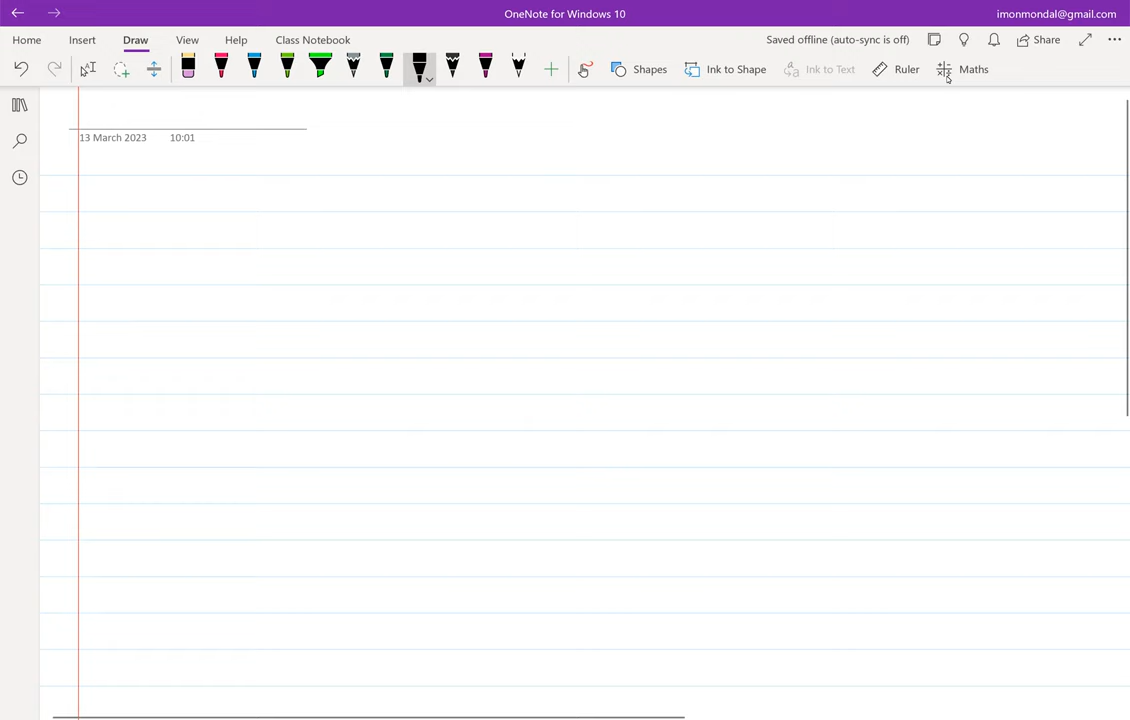 OneNote for Windows 10
imonmondal@gmail.com
Home Insert Draw View Help Class Notebook
Saved offline (auto-sync is off) Share
Shapes Ink to Shape Ink to Text Ruler Maths
13 March 2023 10:01